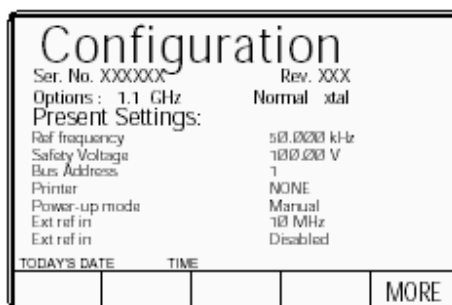 Configuration
Ser. No. XXXXXX Rev. XXX
Options : 1.1 GHz Normal xtal
Present Settings:
Ref frequency 50.000 kHz
Safety Voltage 100.00 V
Bus Address 1
Printer NONE
Power-up mode Manual
Ext ref in 10 MHz
Ext ref in Disabled
TODAY'S DATE TIME
MORE